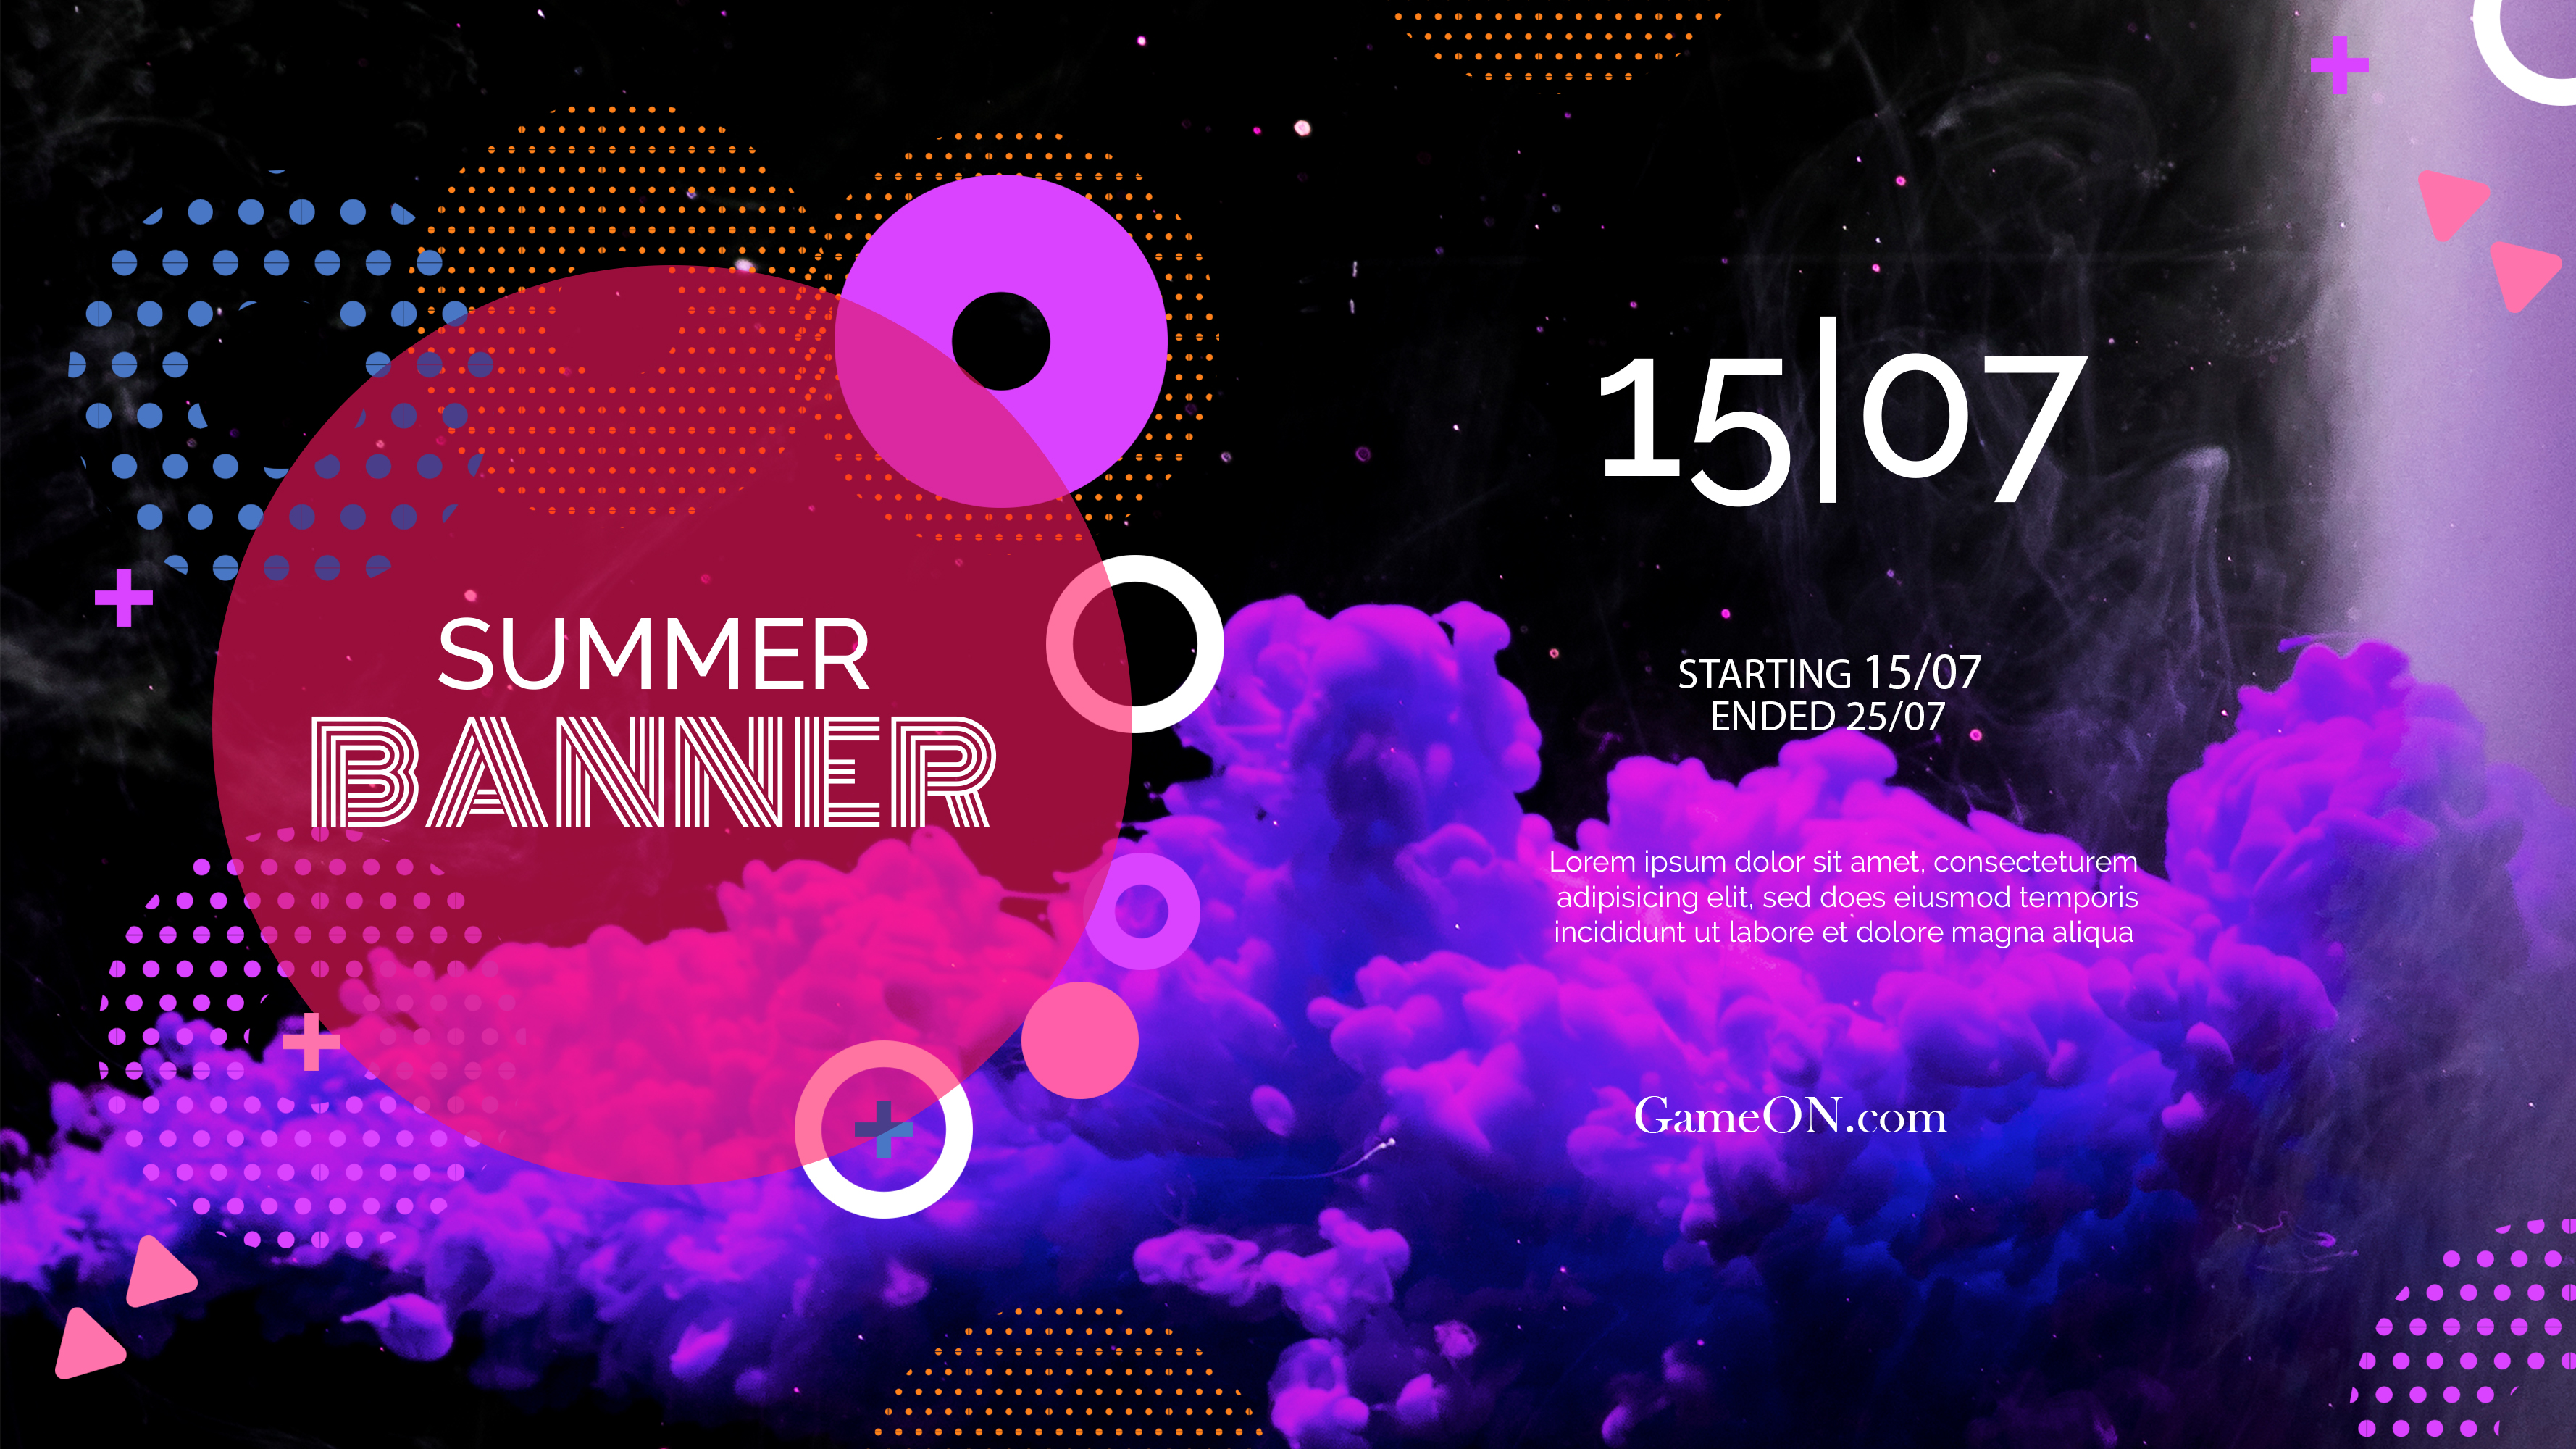 SUMMER
BANNER
15|07
STARTING 15/07
ENDED 25/07
Lorem ipsum dolor sit amet, consecteturem
adipisicing elit, sed does eiusmod temporis
incididunt ut labore et dolore magna aliqua
GameON.com